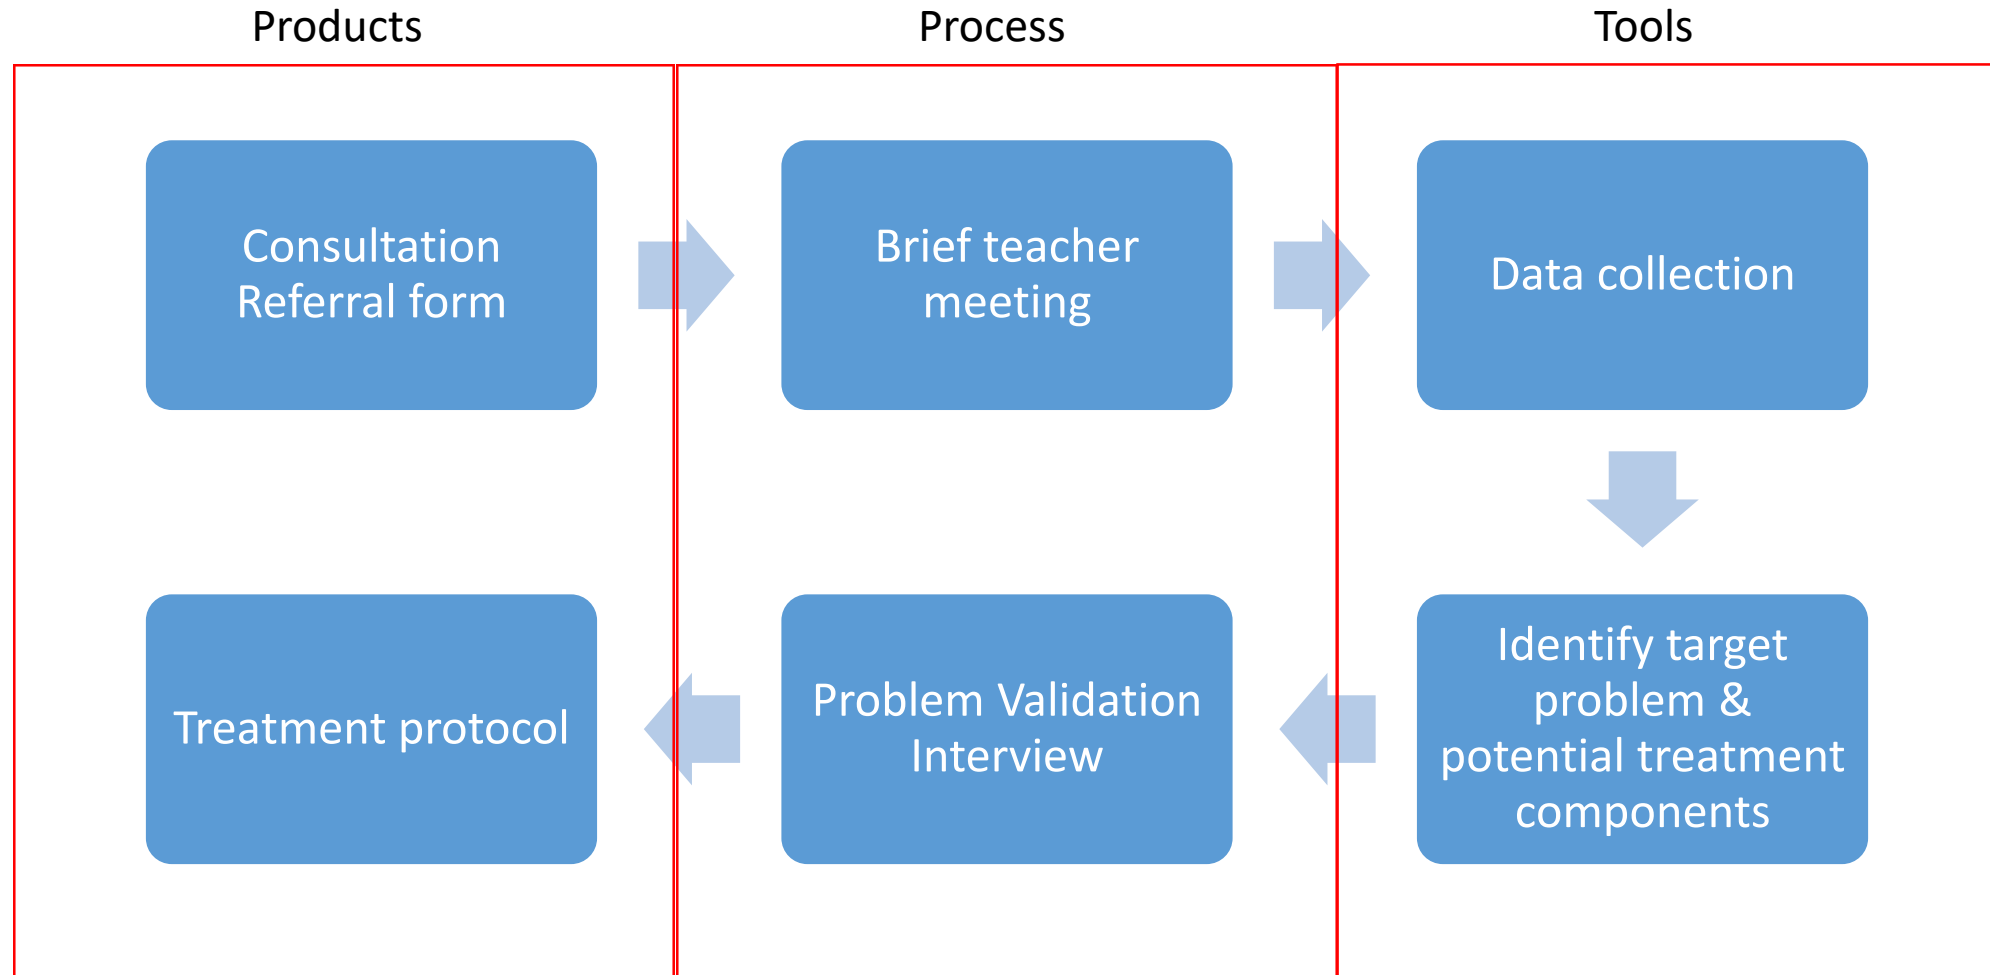 Products
Process
Tools
Consultation
Referral form
Brief teacher
meeting
Data collection
Treatment protocol
Problem Validation
Interview
Identify target
problem &
potential treatment
components